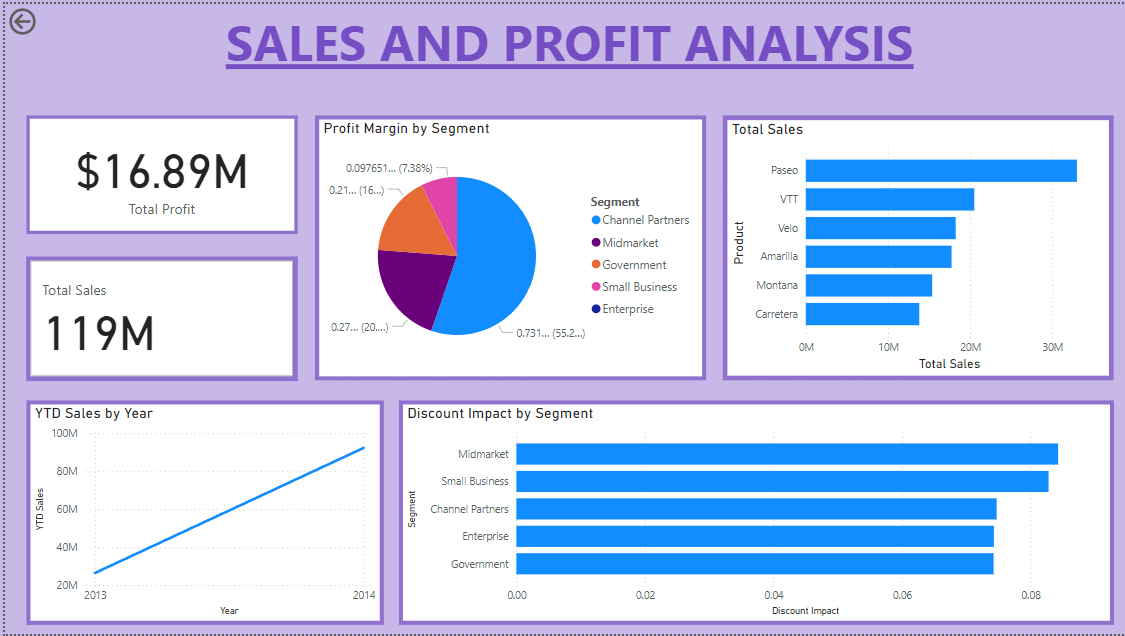 SALES AND PROFIT ANALYSIS
$16.89M
Total Profit
Total Sales
119M
Profit Margin by Segment
0.097651... (7.38%)
0.21... (16...)
0.27... (20....)
0.731... (55.2...)
Segment
Channel Partners
Midmarket
Government
Small Business
Enterprise
Total Sales
Product
Paseo
VTT
Velo
Amarilla
Montana
Carretera
0M 10M 20M 30M
Total Sales
YTD Sales by Year
YTD Sales
100M
80M
60M
40M
20M
2013 2014
Year
Discount Impact by Segment
Segment
Midmarket
Small Business
Channel Partners
Enterprise
Government
0.00 0.02 0.04 0.06 0.08
Discount Impact